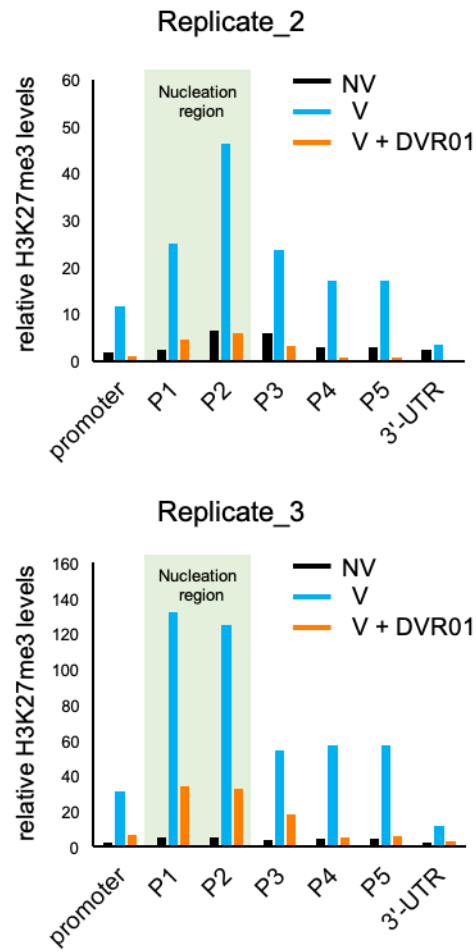 Replicate_2
relative H3K27me3 levels
60
50
40
30
20
10
0
Nucleation
region
NV
V
V + DVR01
promoter
P1
P2
P3
P4
P5
3'-UTR
Replicate_3
relative H3K27me3 levels
160
140
120
100
80
60
40
20
0
Nucleation
region
NV
V
V + DVR01
promoter
P1
P2
P3
P4
P5
3'-UTR